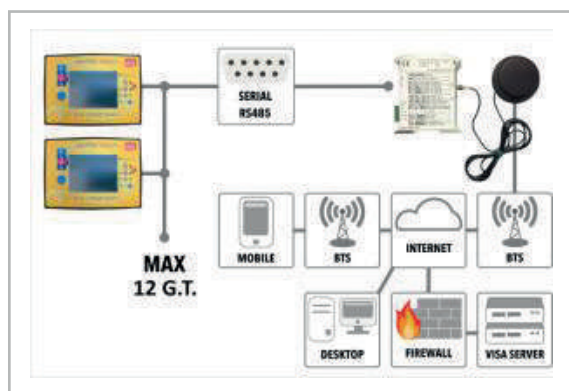 SERIAL
RS485
MAX
12 G.T.
MOBILE
BTS
INTERNET
BTS
DESKTOP
FIREWALL
VISA SERVER